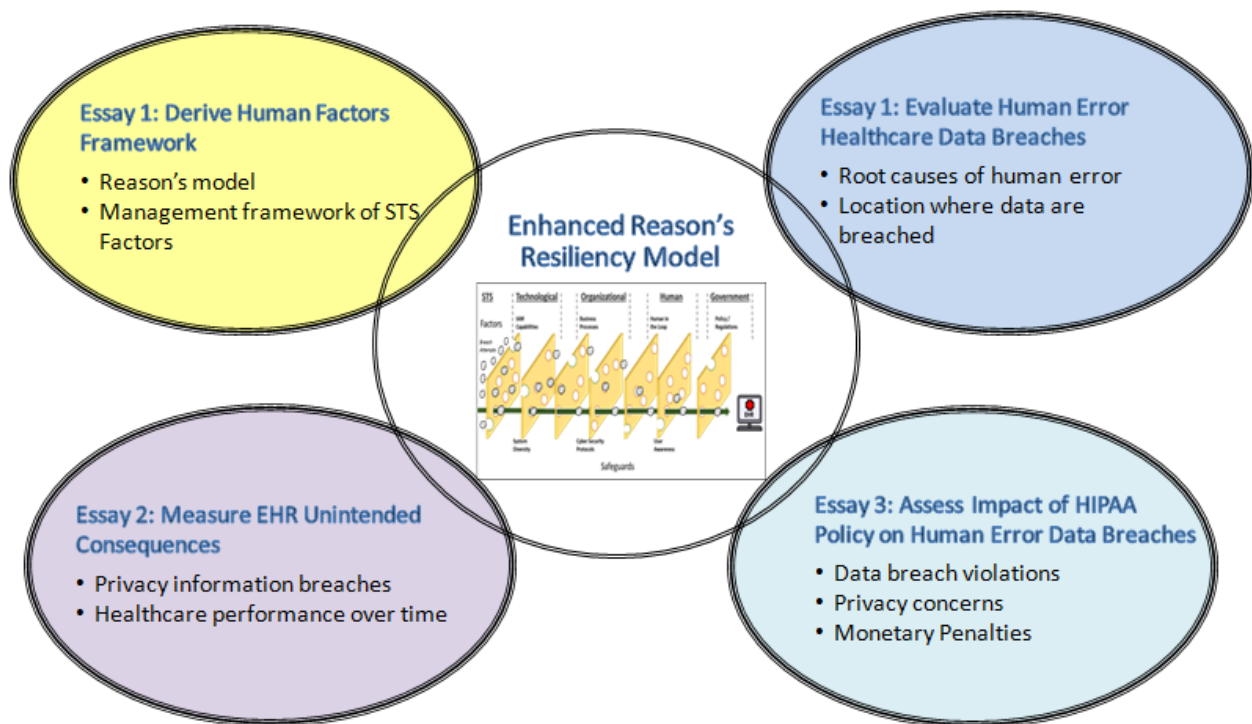 Essay 1: Derive Human Factors
Framework
• Reason's model
• Management framework of STS
Factors
Essay 1: Evaluate Human Error
Healthcare Data Breaches
• Root causes of human error
• Location where data are
breached
Enhanced Reason's
Resiliency Model
STS Technological Organizational Human Government
Factors
Capabilities
Business
Processes
Human in
the Loop
Policy /
Regulations
Breach
Attempts
EHR
System
Diversity
Cyber Security
Protocols
User
Awareness
Safeguards
Essay 2: Measure EHR Unintended
Consequences
• Privacy information breaches
• Healthcare performance over time
Essay 3: Assess Impact of HIPAA
Policy on Human Error Data Breaches
• Data breach violations
• Privacy concerns
• Monetary Penalties